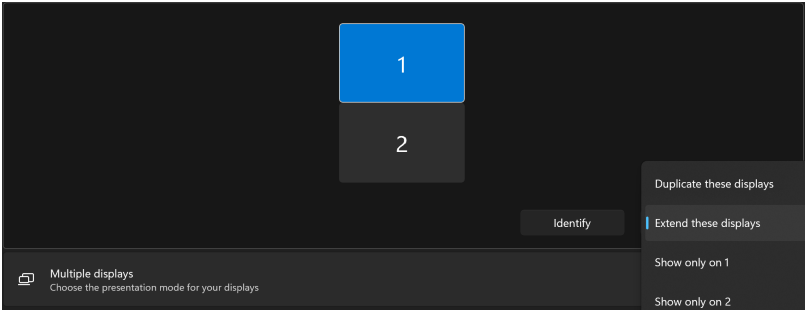 1
2
Identify
Duplicate these displays
Extend these displays
Show only on 1
Show only on 2
Multiple displays
Choose the presentation mode for your displays